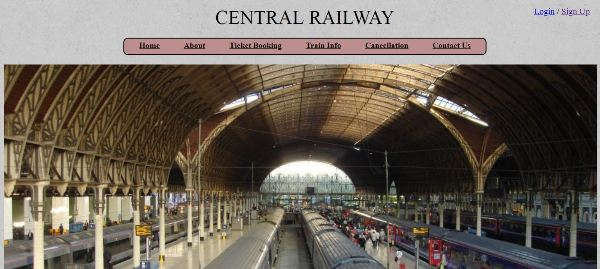 CENTRAL RAILWAY
Login / Sign Up
Home About Ticket Booking Train Info Cancellation Contact Us